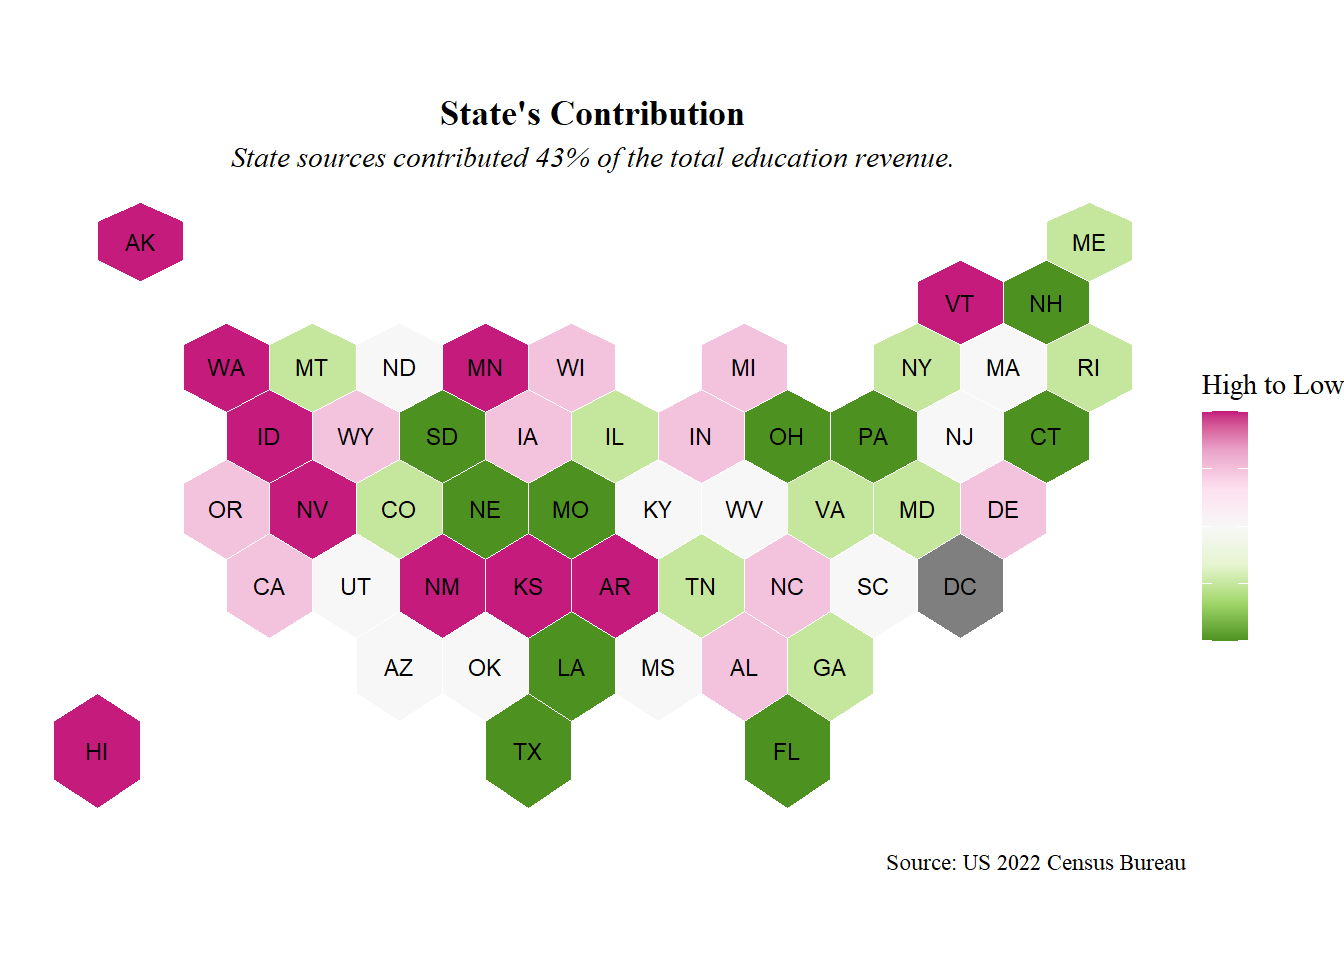 State's Contribution
State sources contributed 43% of the total education revenue.
AK ME
VT NH
WA MT ND MN WI MI NY MA RI
High to Low
ID WY SD IA IL IN OH PA NJ CT
OR NV CO NE MO KY WV VA MD DE
CA UT NM KS AR TN NC SC DC
AZ OK LA MS AL GA
HI TX FL
Source: US 2022 Census Bureau